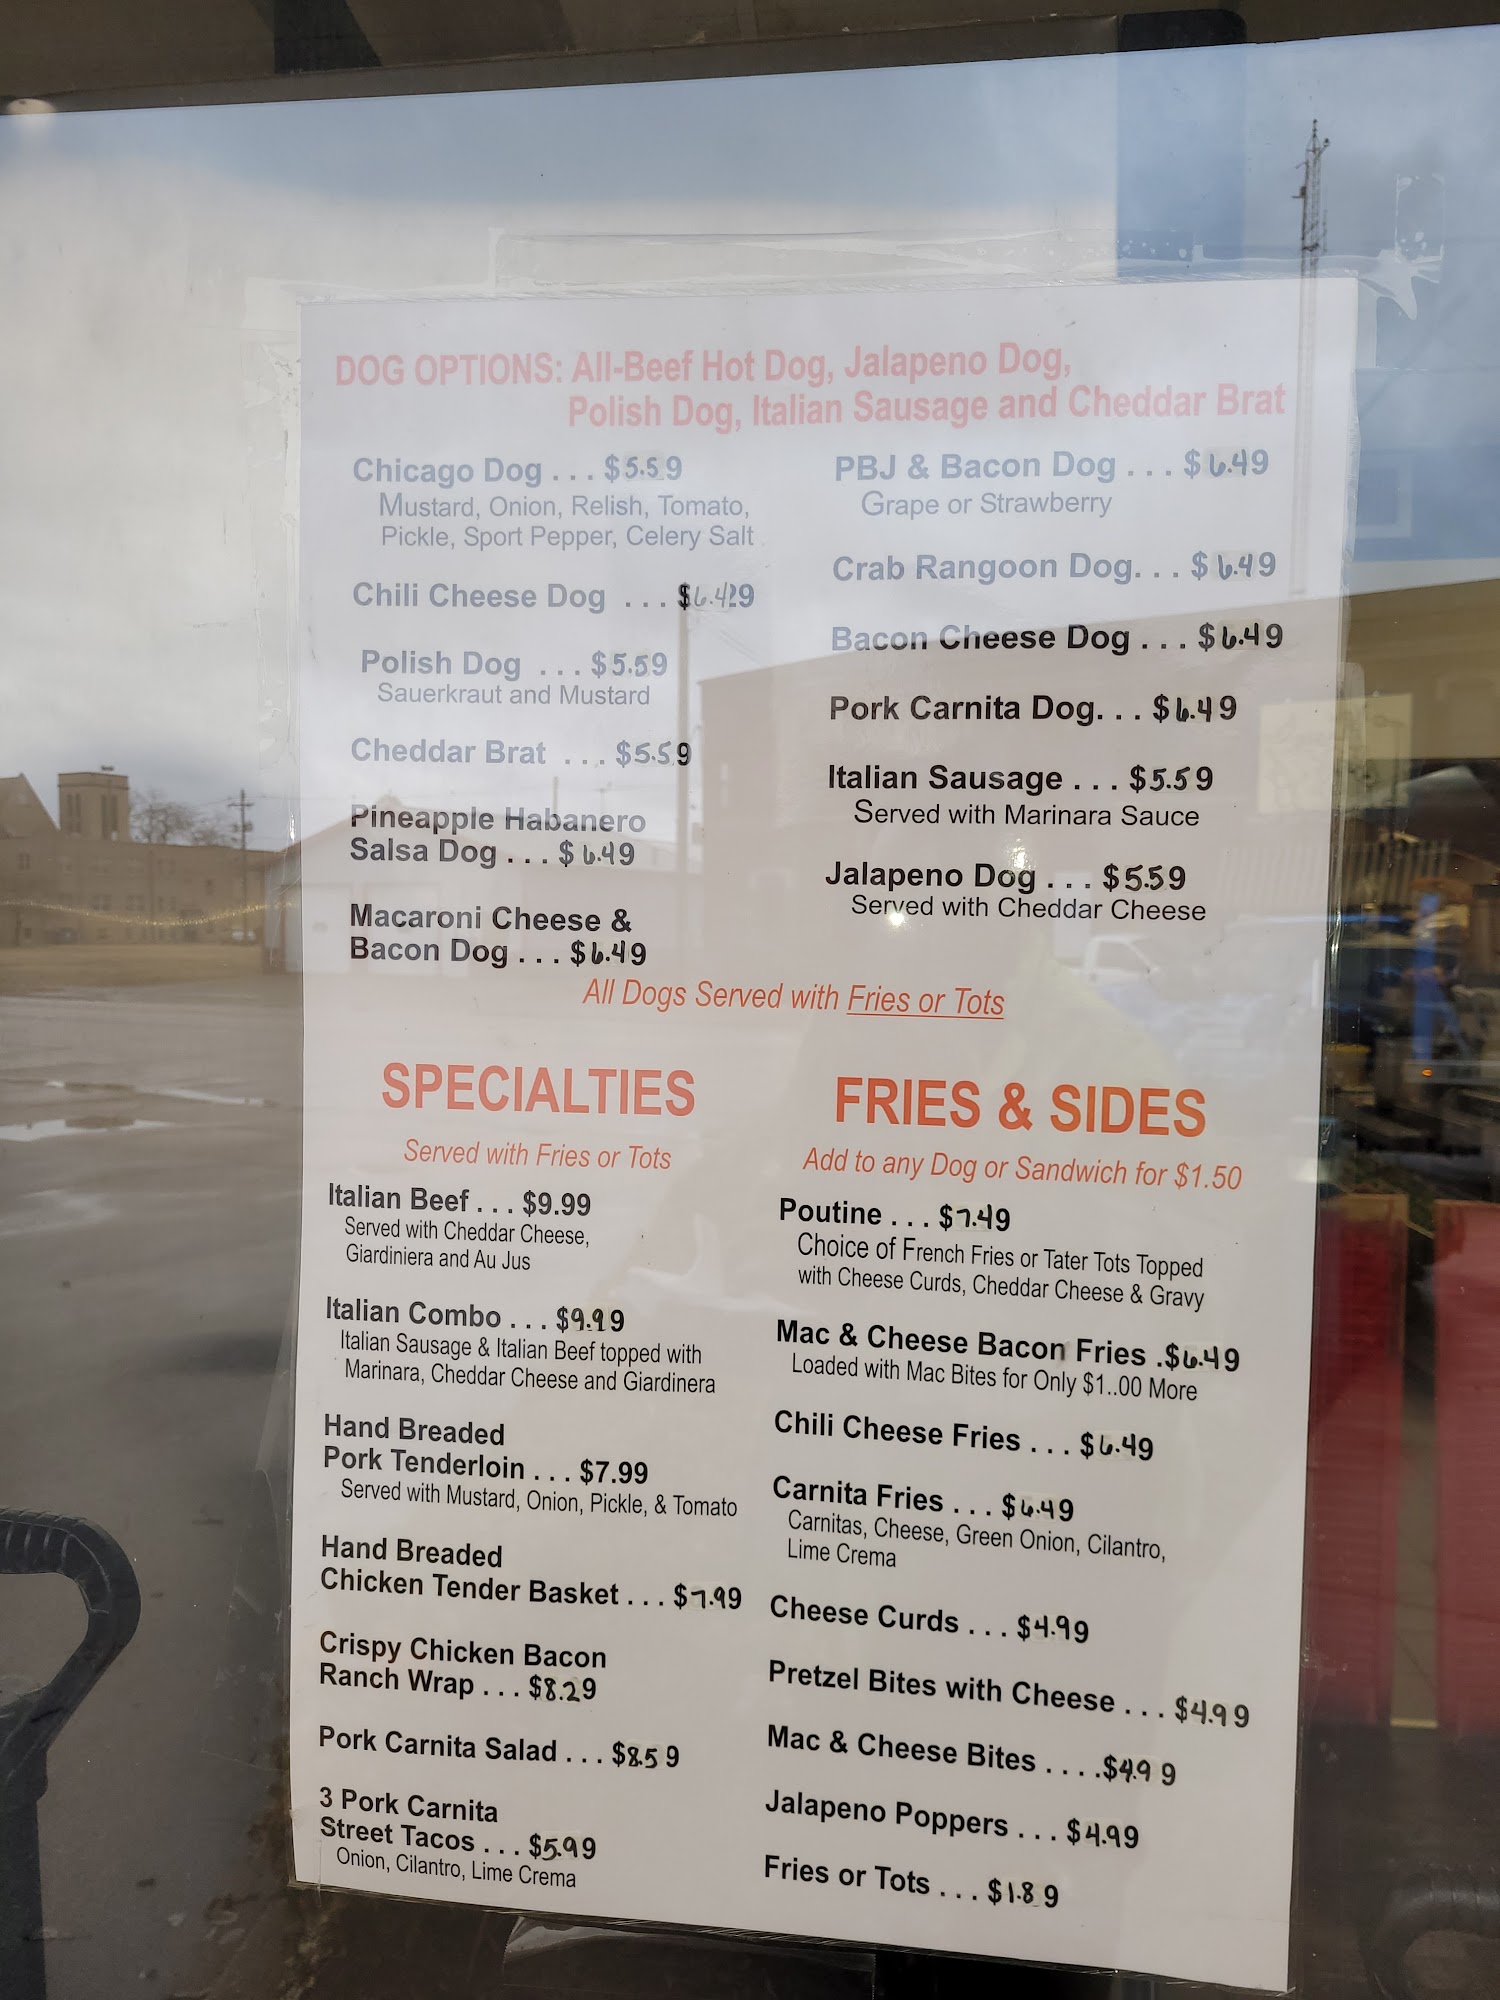 DOG OPTIONS: All-Beef Hot Dog, Jalapeno Dog,
Polish Dog, Italian Sausage and Cheddar Brat
Chicago Dog . . . $5.59
Mustard, Onion, Relish, Tomato,
Pickle, Sport Pepper, Celery Salt
Chili Cheese Dog . . . $6.49
Polish Dog . . . $5.59
Sauerkraut and Mustard
Cheddar Brat . . . $5.59
Pineapple Habanero
Salsa Dog . . . $6.49
Macaroni Cheese &
Bacon Dog . . . $6.49
PBJ & Bacon Dog . . . $6.49
Grape or Strawberry
Crab Rangoon Dog. . . $6.49
Bacon Cheese Dog . . . $6.49
Pork Carnita Dog. . . $6.49
Italian Sausage . . . $5.59
Served with Marinara Sauce
Jalapeno Dog . . . $5.59
Served with Cheddar Cheese
All Dogs Served with Fries or Tots
SPECIALTIES
Served with Fries or Tots
Italian Beef . . . $9.99
Served with Cheddar Cheese,
Giardiniera and Au Jus
Italian Combo . . . $9.99
Italian Sausage & Italian Beef topped with
Marinara, Cheddar Cheese and Giardinera
Hand Breaded
Pork Tenderloin . . . $7.99
Served with Mustard, Onion, Pickle, & Tomato
Hand Breaded
Chicken Tender Basket . . . $7.99
Crispy Chicken Bacon
Ranch Wrap . . . $8.29
Pork Carnita Salad . . . $8.59
3 Pork Carnita
Street Tacos . . . $5.99
Onion, Cilantro, Lime Crema
FRIES & SIDES
Add to any Dog or Sandwich for $1.50
Poutine . . . $7.49
Choice of French Fries or Tater Tots Topped
with Cheese Curds, Cheddar Cheese & Gravy
Mac & Cheese Bacon Fries .$6.49
Loaded with Mac Bites for Only $1..00 More
Chili Cheese Fries . . . $6.49
Carnita Fries . . . $6.49
Carnitas, Cheese, Green Onion, Cilantro,
Lime Crema
Cheese Curds . . . $4.99
Pretzel Bites with Cheese . . . $4.99
Mac & Cheese Bites . . . .$4.99
Jalapeno Poppers . . . $4.99
Fries or Tots . . . $1.89